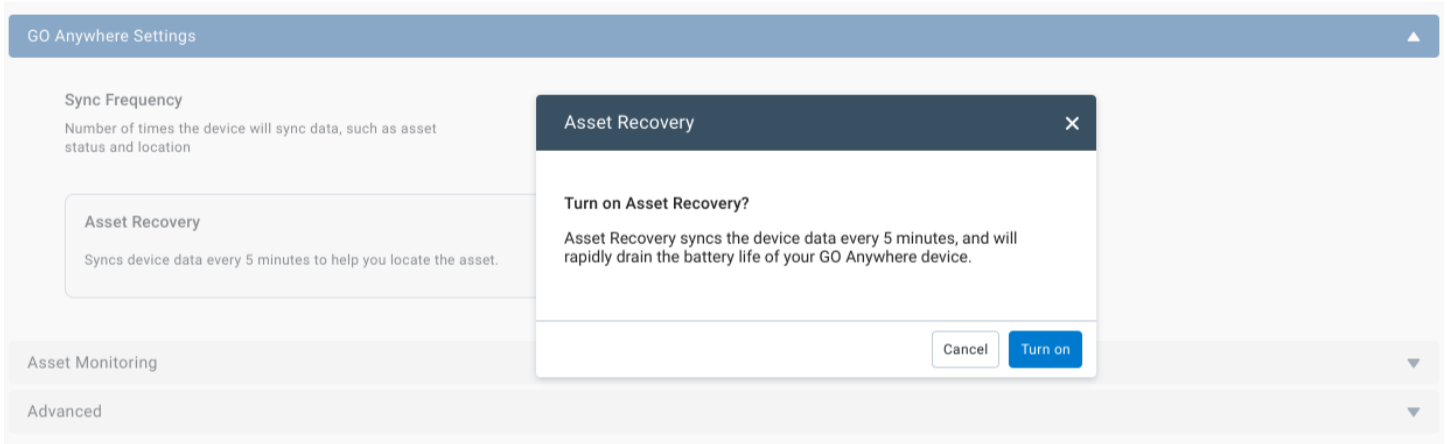 GO Anywhere Settings
Sync Frequency
Number of times the device will sync data, such as asset
status and location
Asset Recovery
Syncs device data every 5 minutes to help you locate the asset.
Asset Recovery
Turn on Asset Recovery?
Asset Recovery syncs the device data every 5 minutes, and will
rapidly drain the battery life of your GO Anywhere device.
Cancel
Turn on
Asset Monitoring
Advanced